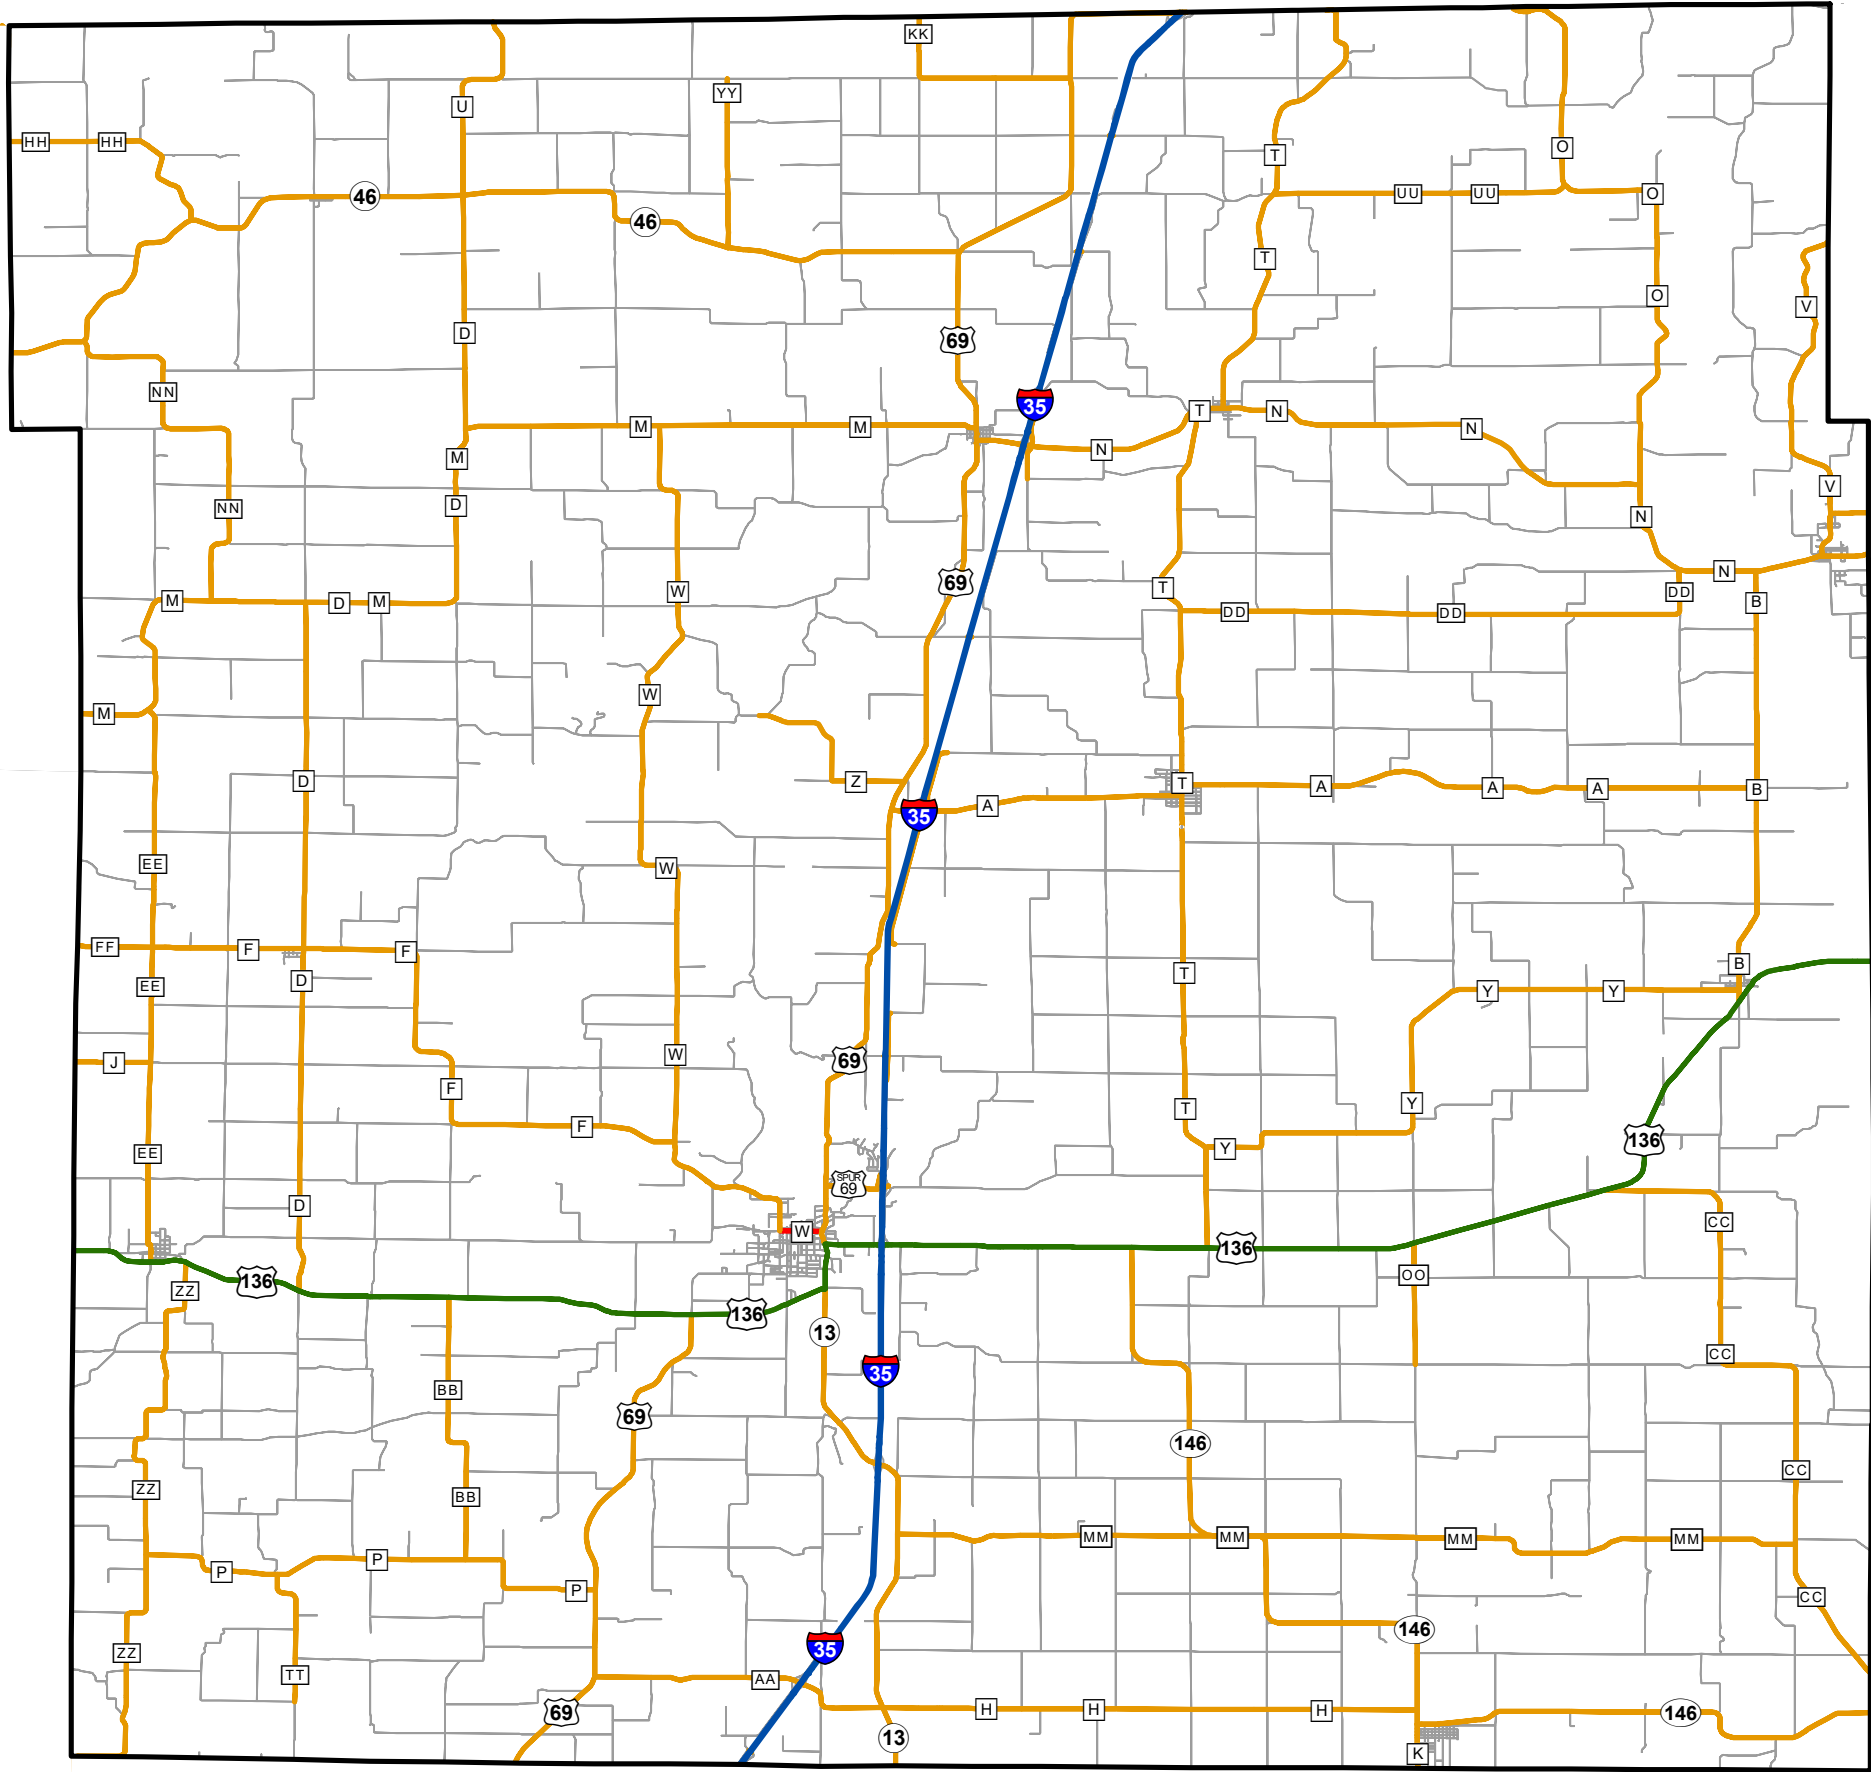 KK
YY
U
HH HH
O
T
46
UU UU O
46
T
O
V
D
69
NN
35
T N
M M
N
N
M
V
D
NN
N
N
69
T
W
DD
M D M
B
DD DD
W
M
D
Z
T
A A A B
A
35
EE
W
FF F F
B
T
D
EE
Y Y
W
69
J
F
Y
T
F
136
Y
EE
SPUR
69
D
CC
W
136
OO
136
ZZ
136
13
CC
35
BB
69
146
CC
ZZ
BB
MM MM MM MM
P
P
P
CC
146
35
ZZ
TT
AA
H H H
69
146
13
K